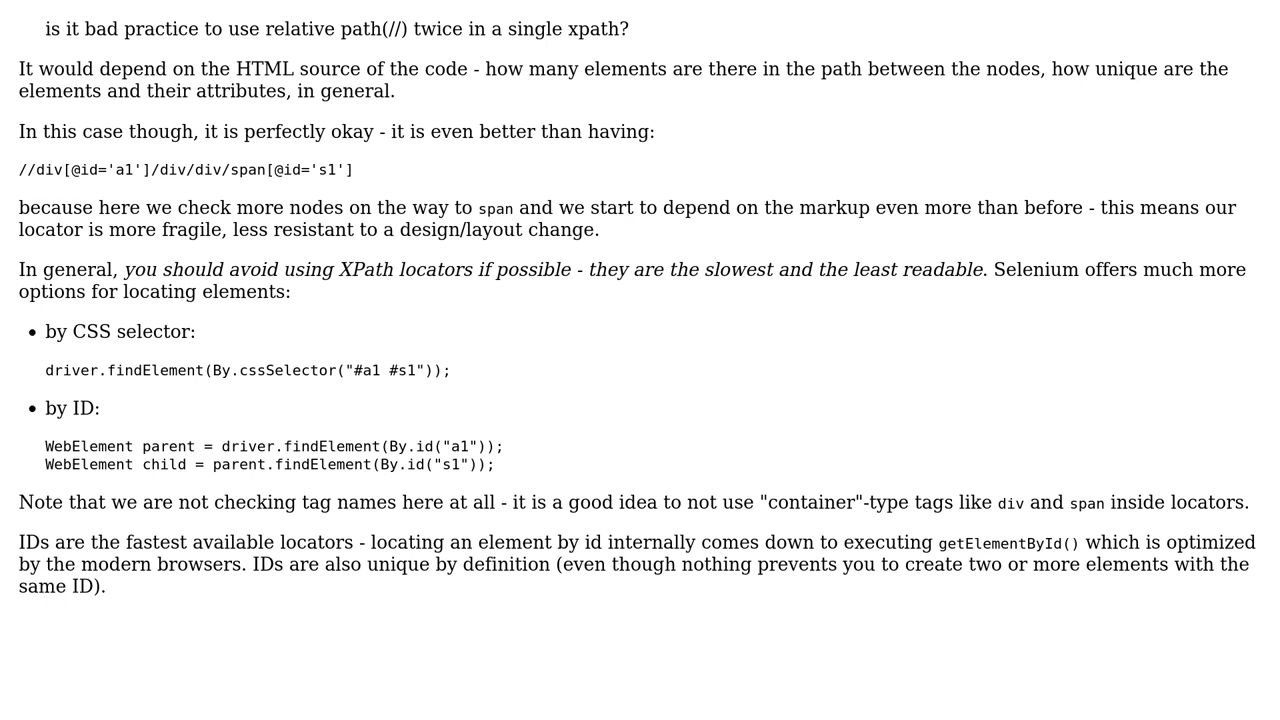 is it bad practice to use relative path(//) twice in a single xpath?
It would depend on the HTML source of the code - how many elements are there in the path between the nodes, how unique are the
elements and their attributes, in general.
In this case though, it is perfectly okay - it is even better than having:
//div[@id='a1']/div/div/span[@id='s1']
because here we check more nodes on the way to span and we start to depend on the markup even more than before - this means our
locator is more fragile, less resistant to a design/layout change.
In general, you should avoid using XPath locators if possible - they are the slowest and the least readable. Selenium offers much more
options for locating elements:
• by CSS selector:
driver.findElement(By.cssSelector("#a1 #s1"));
• by ID:
WebElement parent = driver.findElement(By.id("a1"));
WebElement child = parent.findElement(By.id("s1"));
Note that we are not checking tag names here at all - it is a good idea to not use "container"-type tags like div and span inside locators.
IDs are the fastest available locators - locating an element by id internally comes down to executing getElementById() which is optimized
by the modern browsers. IDs are also unique by definition (even though nothing prevents you to create two or more elements with the
same ID).